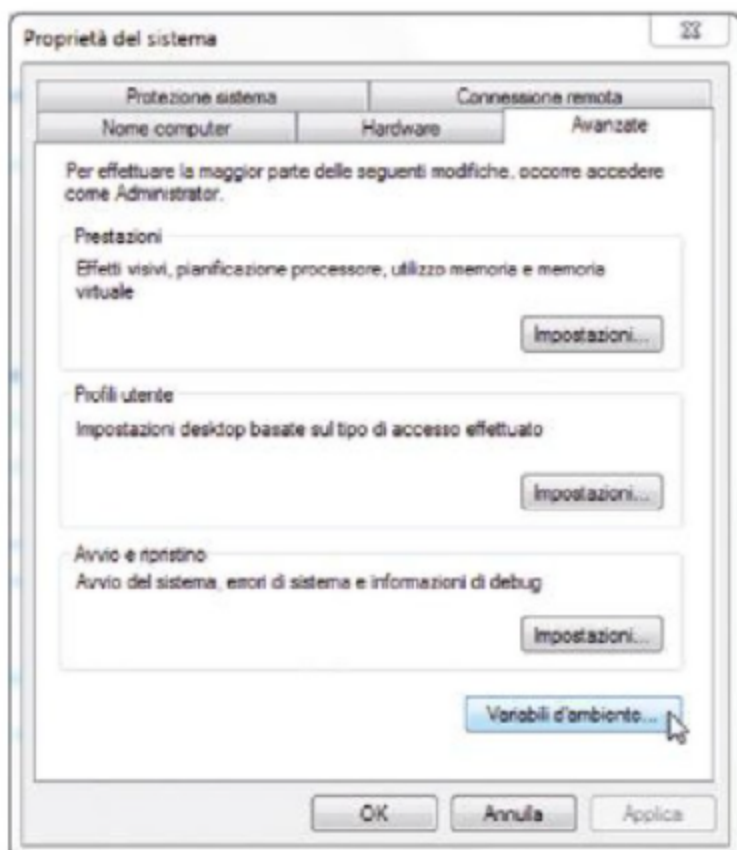 Proprietà del sistema
Protezione sistema
Connessione remota
Nome computer
Hardware
Avanzate
Per effettuare la maggior parte delle seguenti modifiche, occorre accedere
come Administrator.
Prestazioni
Effetti visivi, pianificazione processore, utilizzo memoria e memoria
virtuale
Impostazioni...
Profili utente
Impostazioni desktop basate sul tipo di accesso effettuato
Impostazioni...
Avvio e ripristino
Avvio del sistema, errori di sistema e informazioni di debug
Impostazioni...
Variabili d'ambiente...
OK
Annulla
Applica